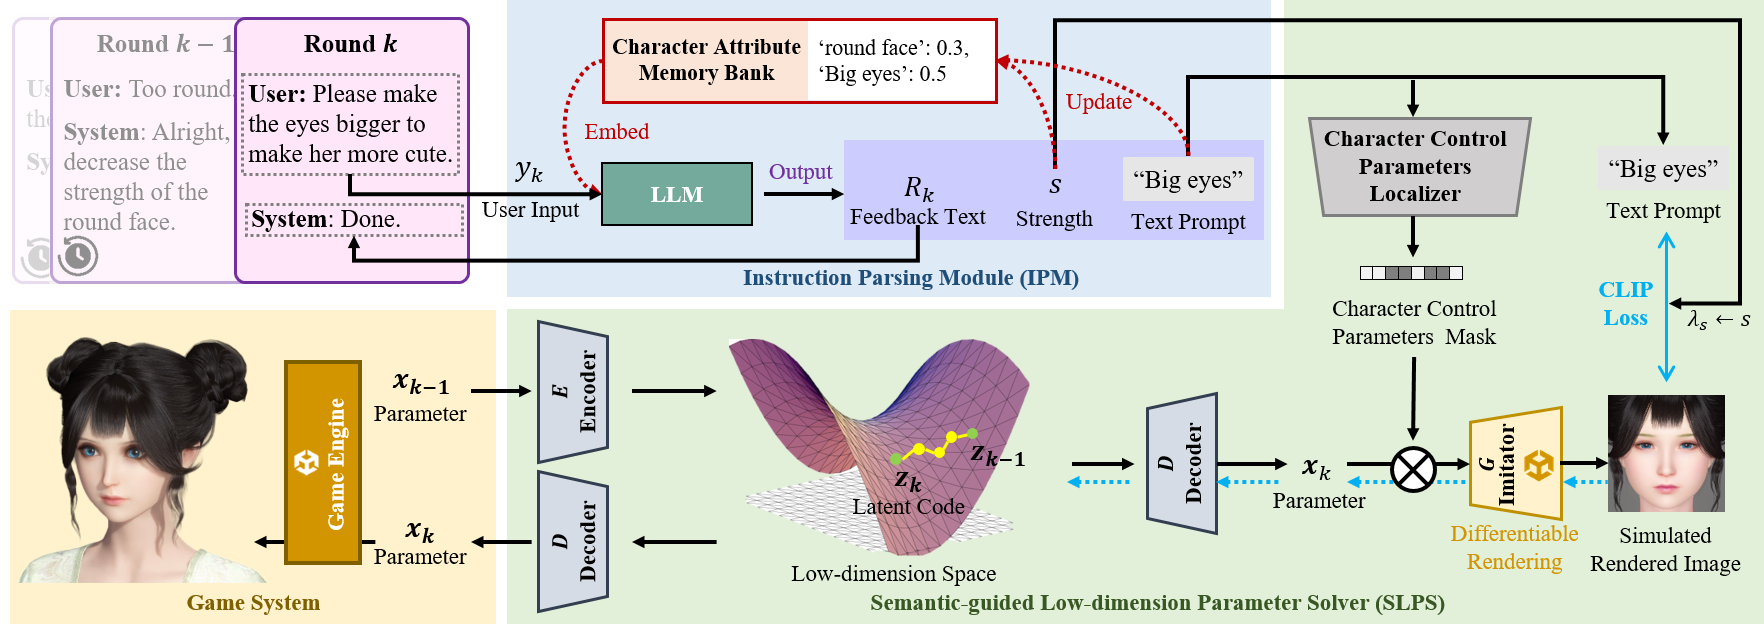 Us
the
Sy
Round k − 1
User: Too round.
System: Alright,
decrease the
strength of the
round face.
Round k
User: Please make
the eyes bigger to
make her more cute.
System: Done.
Character Attribute
Memory Bank
‘round face’: 0.3,
‘Big eyes’: 0.5
Embed
Update
y_k
User Input
LLM
Output
R_k
Feedback Text
s
Strength
“Big eyes”
Text Prompt
Instruction Parsing Module (IPM)
Character Control
Parameters
Localizer
“Big eyes”
Text Prompt
Character Control
Parameters Mask
CLIP
Loss
λ_s ← s
Game Engine
x_{k−1}
Parameter
x_k
Parameter
Game System
E
Encoder
D
Decoder
z_{k−1}
z_k
Latent Code
Low-dimension Space
D
Decoder
x_k
Parameter
G
Imitator
Differentiable
Rendering
Simulated
Rendered Image
Semantic-guided Low-dimension Parameter Solver (SLPS)